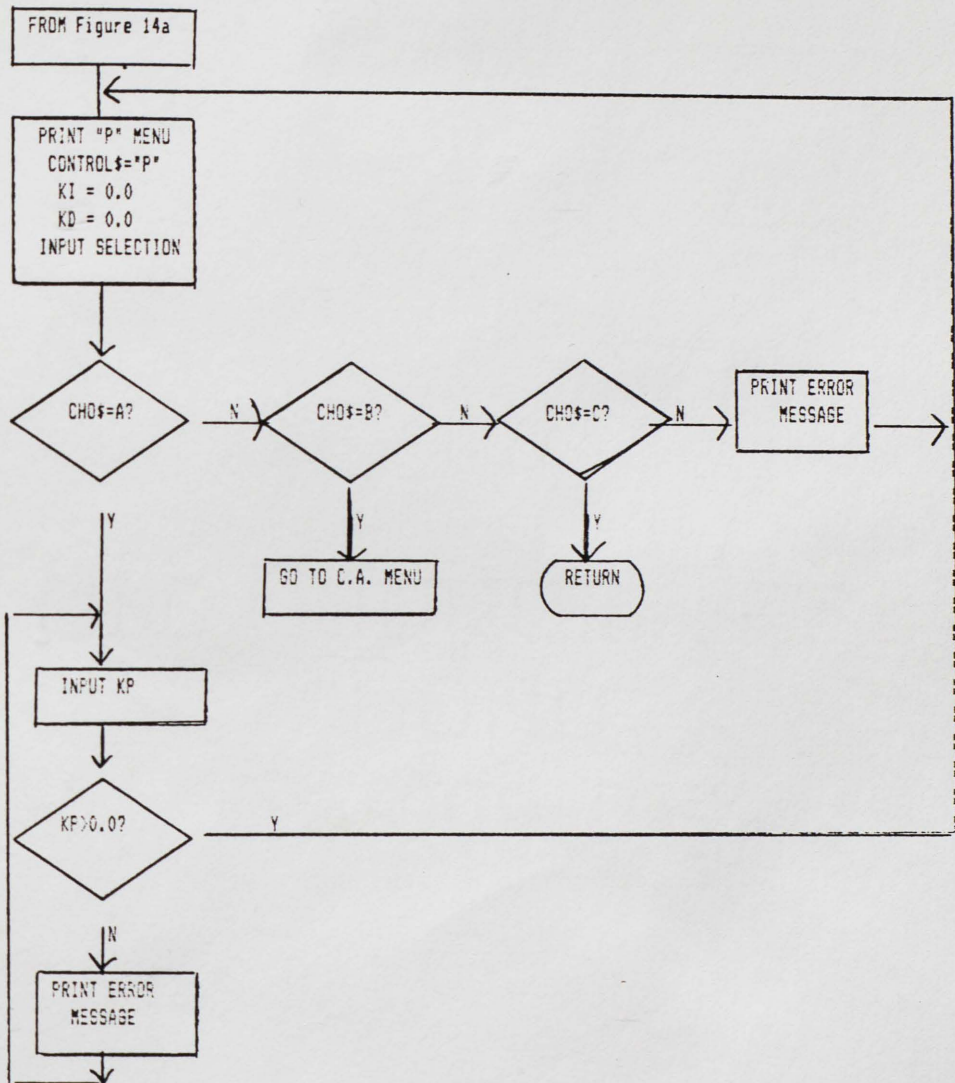 FROM Figure 14a
PRINT "P" MENU
CONTROL$="P"
KI = 0.0
KD = 0.0
INPUT SELECTION
CHO$=A?
N
CHO$=B?
N
CHO$=C?
N
PRINT ERROR
MESSAGE
Y
Y
Y
GO TO C.A. MENU
RETURN
INPUT KP
KP>0.0?
Y
N
PRINT ERROR
MESSAGE